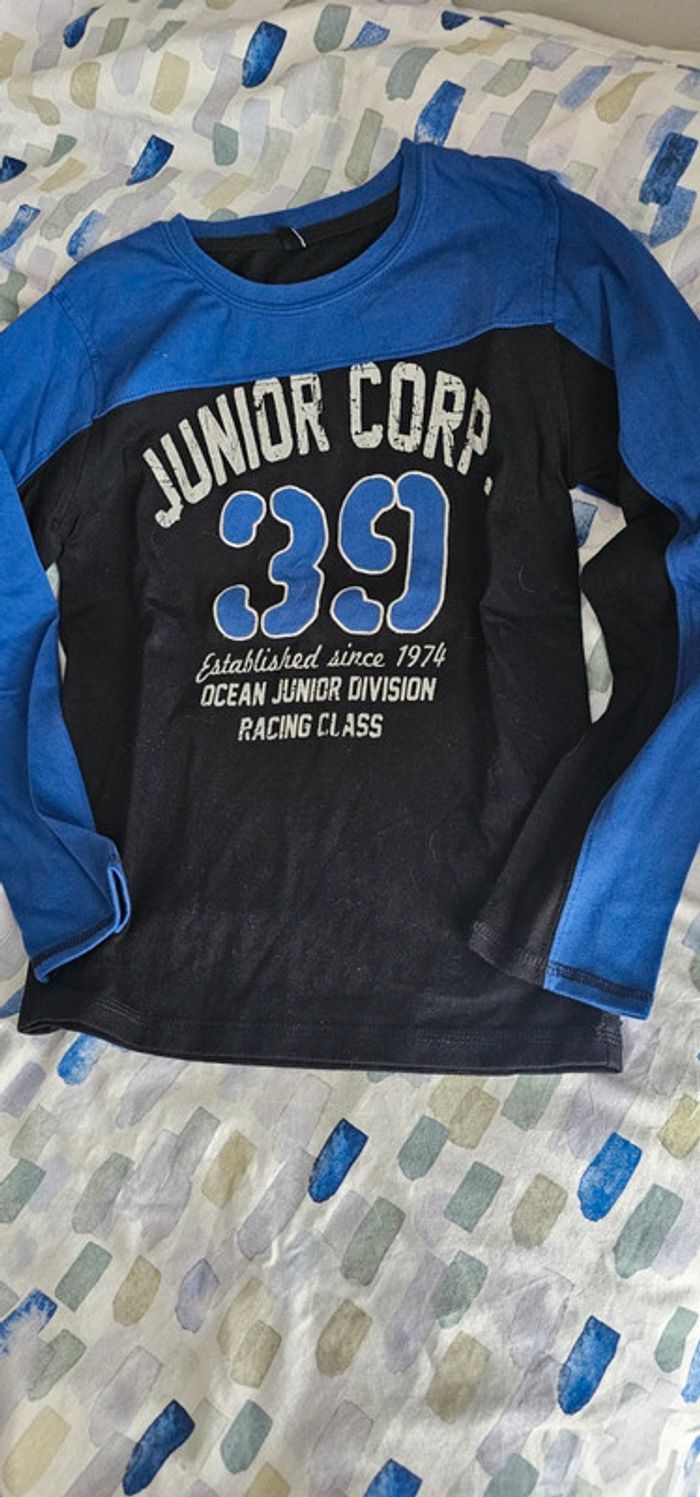 JUNIOR CORP.
39
Established since 1974
OCEAN JUNIOR DIVISION
RACING CLASS